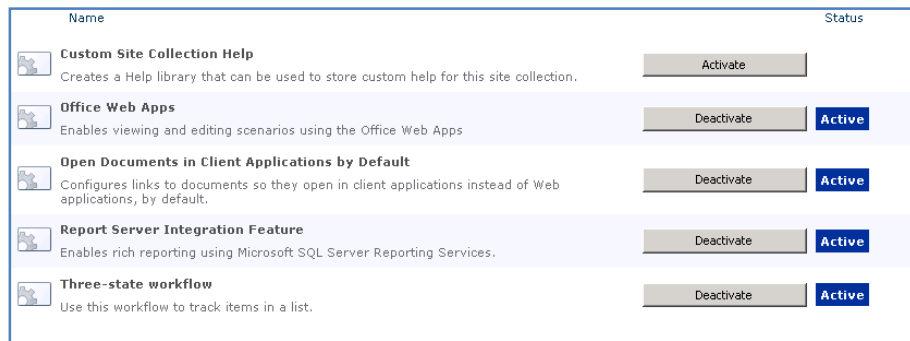 Name Status
Custom Site Collection Help
Creates a Help library that can be used to store custom help for this site collection.
Activate
Office Web Apps
Enables viewing and editing scenarios using the Office Web Apps
Deactivate Active
Open Documents in Client Applications by Default
Configures links to documents so they open in client applications instead of Web
applications, by default.
Deactivate Active
Report Server Integration Feature
Enables rich reporting using Microsoft SQL Server Reporting Services.
Deactivate Active
Three-state workflow
Use this workflow to track items in a list.
Deactivate Active